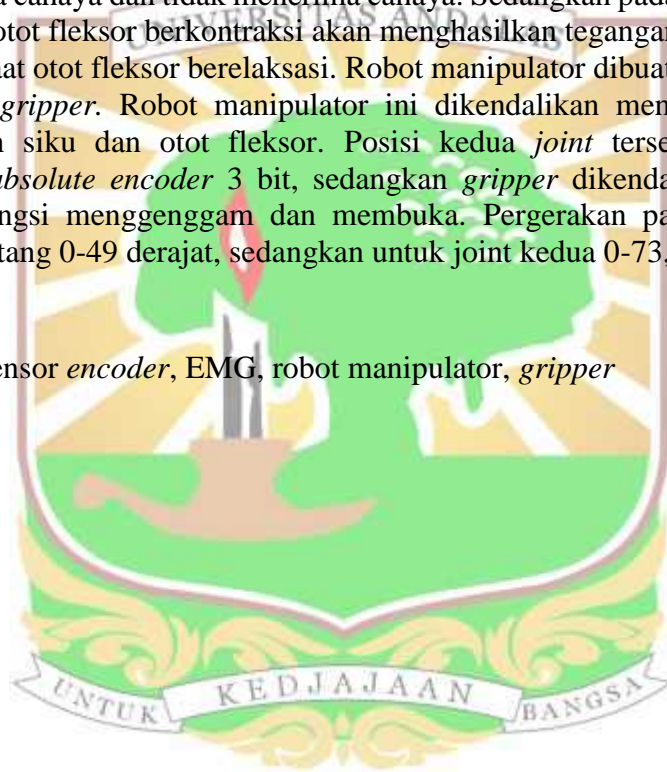 cahaya dan tidak menerima cahaya. Sedangkan pada
UNIVERSITAS ANDALAS
otot fleksor berkontraksi akan menghasilkan tegangan
at otot fleksor berelaksasi. Robot manipulator dibuat
gripper. Robot manipulator ini dikendalikan men
siku dan otot fleksor. Posisi kedua joint terse
absolute encoder 3 bit, sedangkan gripper dikenda
ngsi menggenggam dan membuka. Pergerakan pa
tang 0-49 derajat, sedangkan untuk joint kedua 0-73,
ensor encoder, EMG, robot manipulator, gripper
UNTUK KEDJAJAAN BANGSA